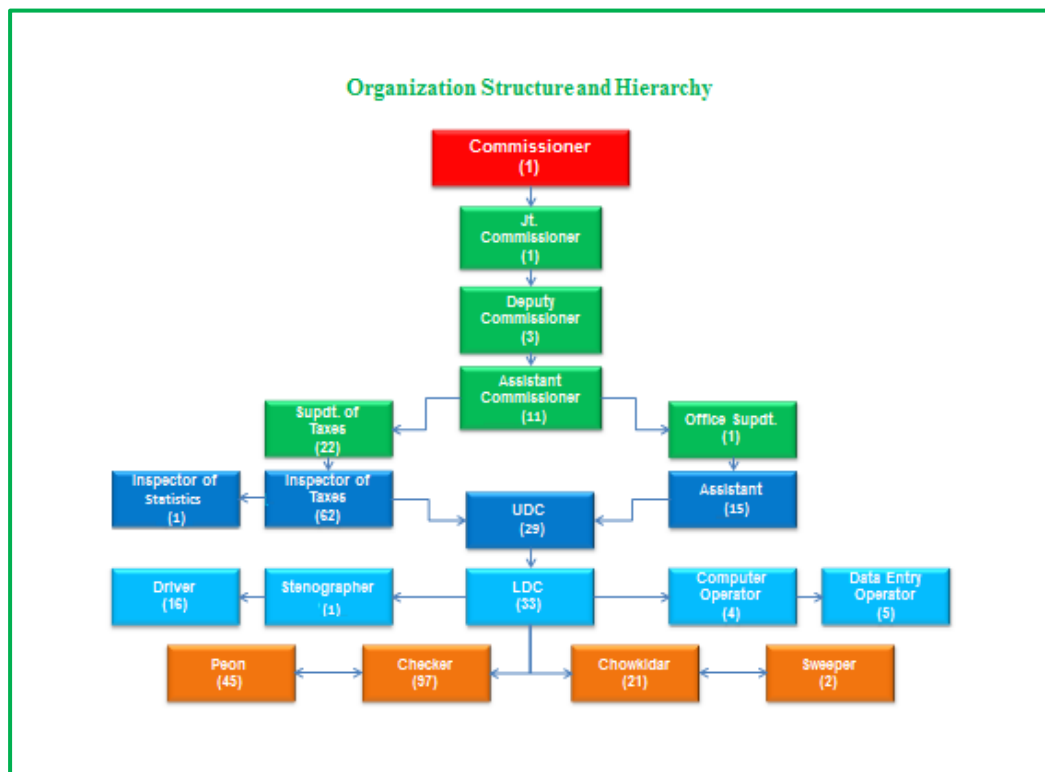 Organization Structure and Hierarchy
Commissioner
(1)
Jt.
Commissioner
(1)
Deputy
Commissioner
(3)
Assistant
Commissioner
(11)
Supdt. of
Taxes
(22)
Office Supdt.
(1)
Inspector of
Statistics
(1)
Inspector of
Taxes
(62)
UDC
(29)
Assistant
(15)
Driver
(16)
Stenographer
(1)
LDC
(33)
Computer
Operator
(4)
Data Entry
Operator
(5)
Peon
(45)
Checker
(97)
Chowkidar
(21)
Sweeper
(2)